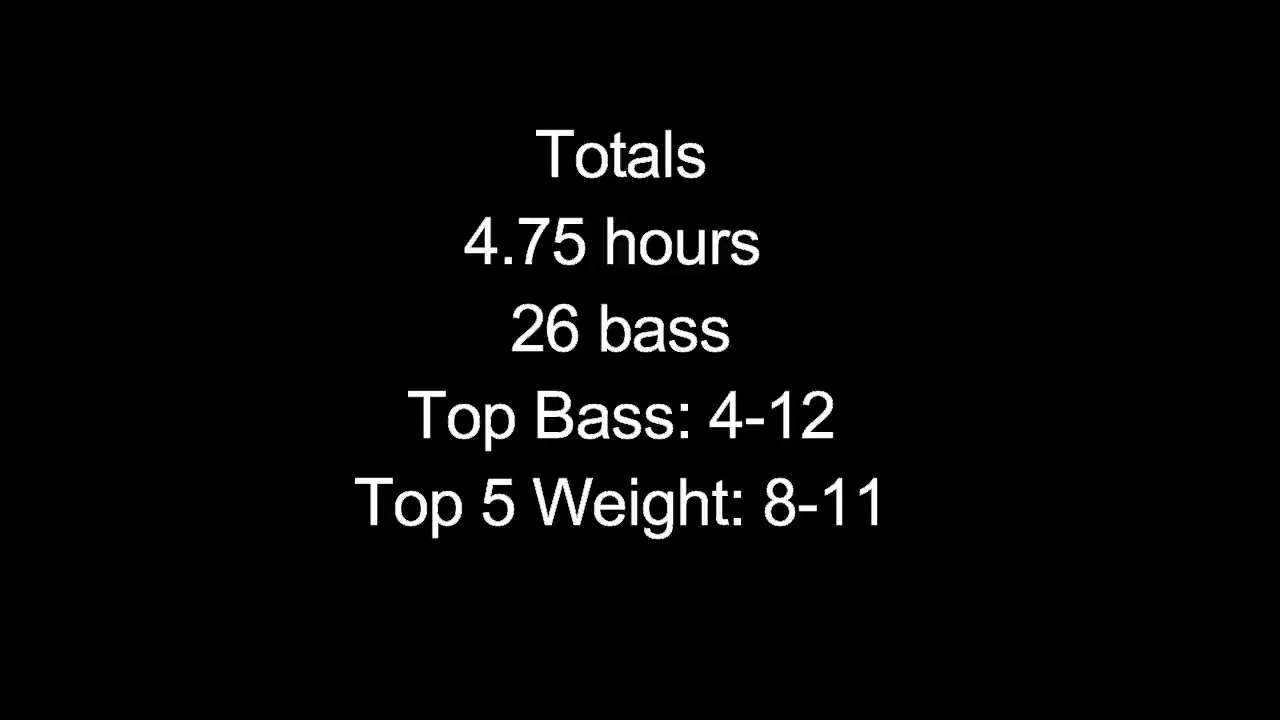 Totals
4.75 hours
26 bass
Top Bass: 4-12
Top 5 Weight: 8-11